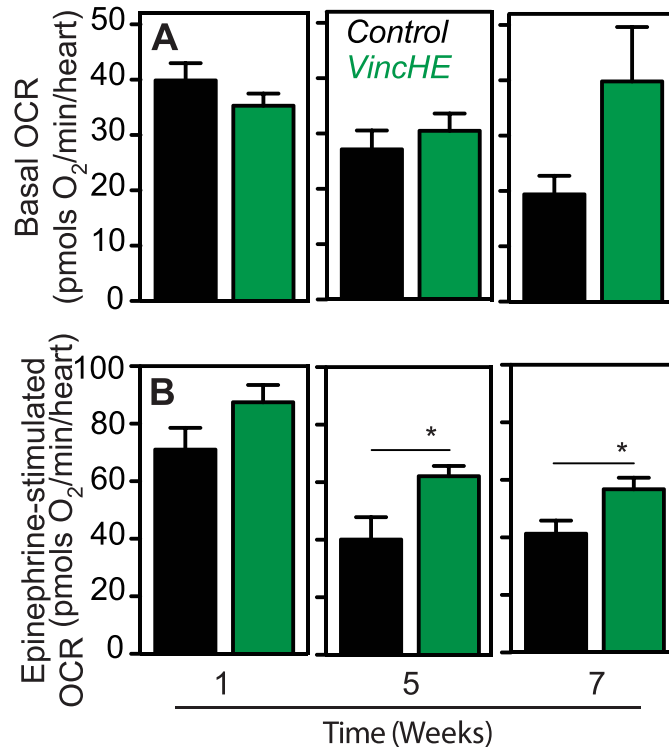 Basal OCR
(pmols O₂/min/heart)
50
40
30
20
10
0
A
Control
VincHE
Epinephrine-stimulated
OCR (pmols O₂/min/heart)
100
80
60
40
20
0
B
*
*
1 5 7
Time (Weeks)